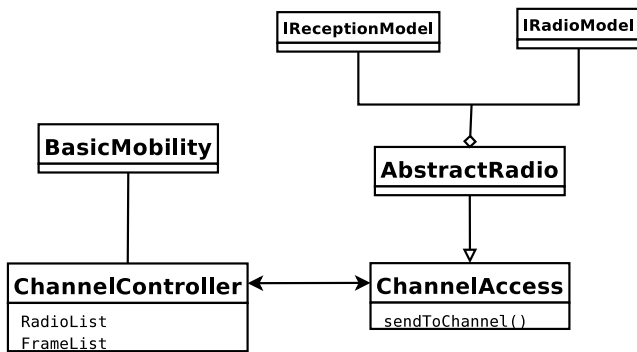 IReceptionModel
IRadioModel
BasicMobility
AbstractRadio
ChannelController
RadioList
FrameList
ChannelAccess
sendToChannel()